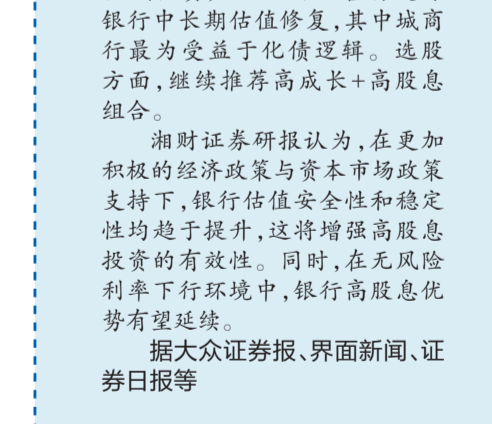 银行中长期估值修复,其中城商
行最为受益于化债逻辑。选股
方面,继续推荐高成长+高股息
组合。
湘财证券研报认为,在更加
积极的经济政策与资本市场政策
支持下,银行估值安全性和稳定
性均趋于提升,这将增强高股息
投资的有效性。同时,在无风险
利率下行环境中,银行高股息优
势有望延续。
据大众证券报、界面新闻、证
券日报等